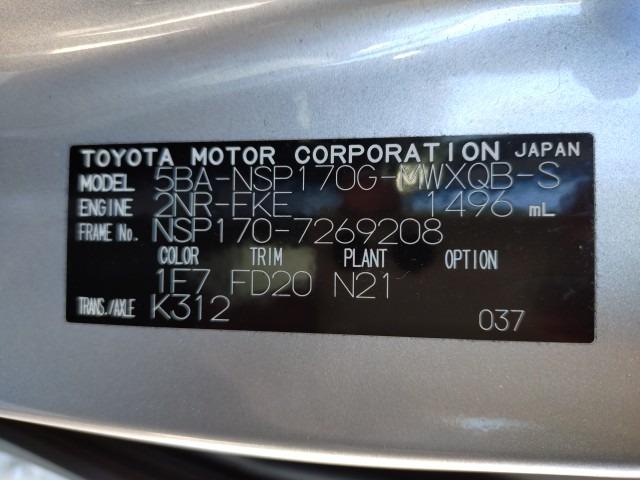 TOYOTA MOTOR CORPORATION JAPAN
MODEL 5BA-NSP170G-MWXQB-S
ENGINE 2NR-FKE 1496 mL
FRAME No. NSP170-7269208
COLOR TRIM PLANT OPTION
1F7 FD20 N21
TRANS./AXLE K312
037